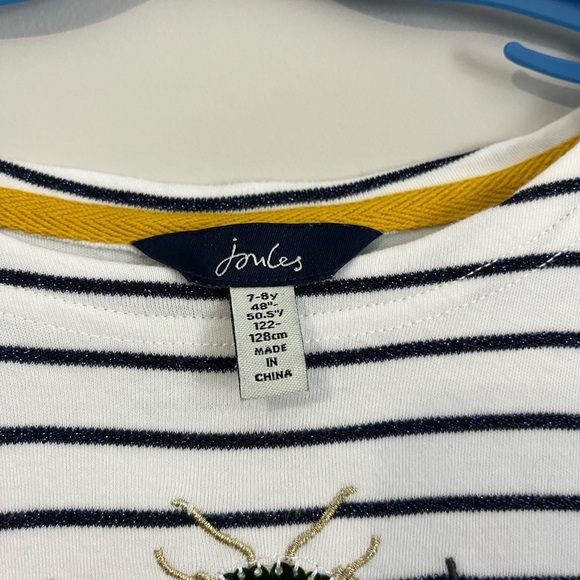 Joules
7-8y
48"-
50.5"/
122-
128cm
MADE
IN
CHINA